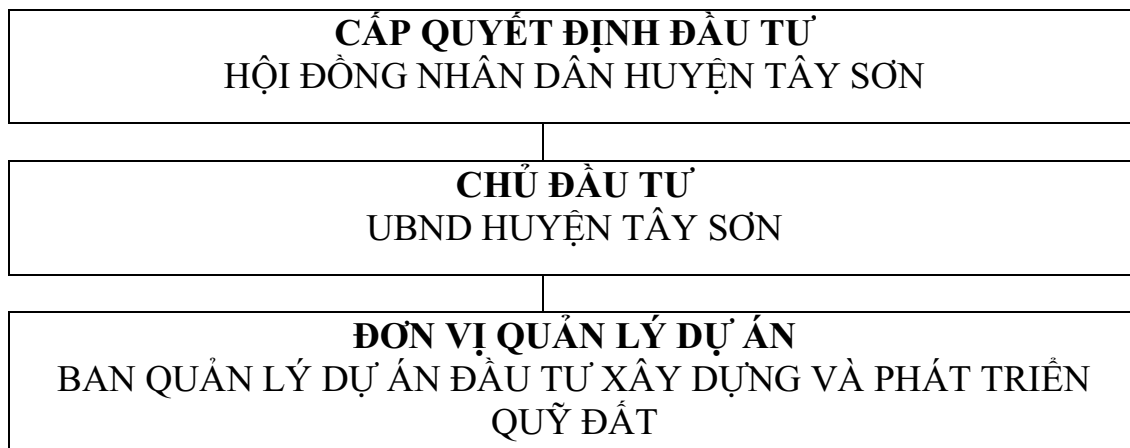 CẤP QUYẾT ĐỊNH ĐẦU TƯ
HỘI ĐỒNG NHÂN DÂN HUYỆN TÂY SƠN
CHỦ ĐẦU TƯ
UBND HUYỆN TÂY SƠN
ĐƠN VỊ QUẢN LÝ DỰ ÁN
BAN QUẢN LÝ DỰ ÁN ĐẦU TƯ XÂY DỰNG VÀ PHÁT TRIỂN
QUỸ ĐẤT